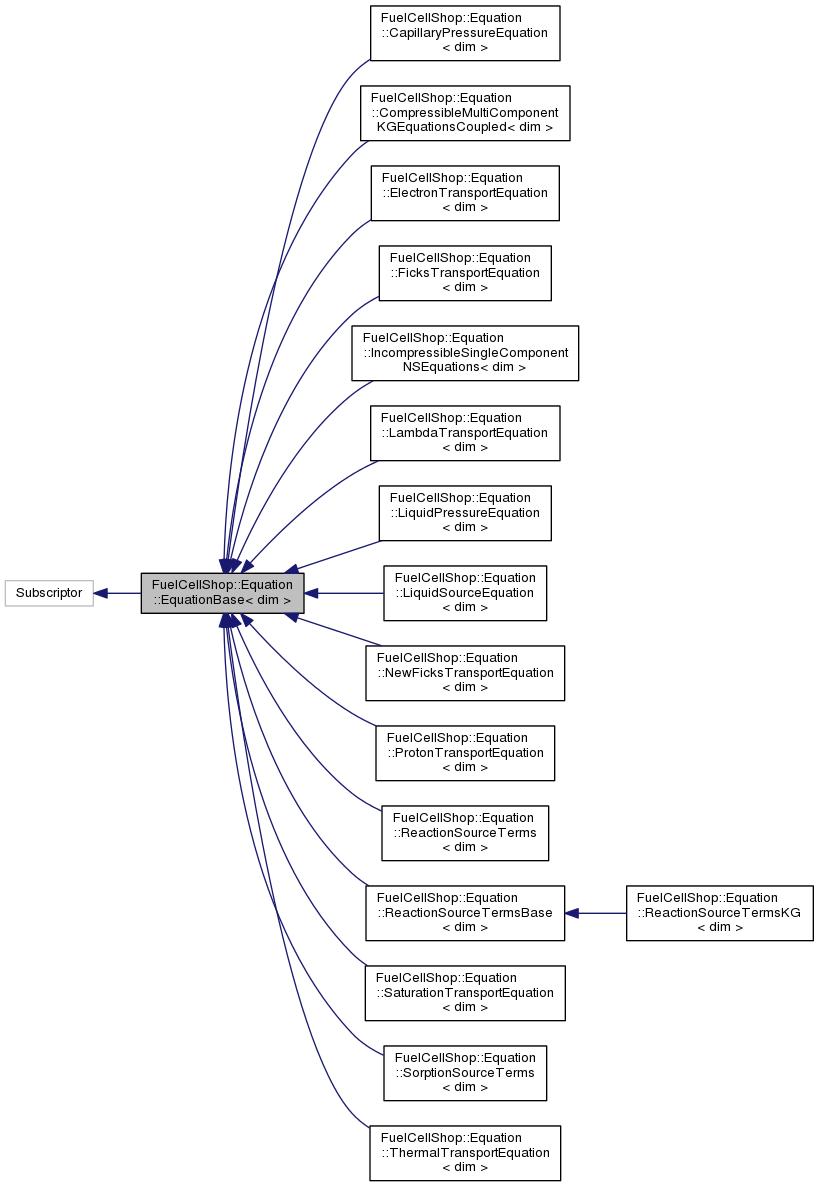 FuelCellShop::Equation
::CapillaryPressureEquation
< dim >
FuelCellShop::Equation
::CompressibleMultiComponent
KGEquationsCoupled< dim >
FuelCellShop::Equation
::ElectronTransportEquation
< dim >
FuelCellShop::Equation
::FicksTransportEquation
< dim >
FuelCellShop::Equation
::IncompressibleSingleComponent
NSEquations< dim >
FuelCellShop::Equation
::LambdaTransportEquation
< dim >
FuelCellShop::Equation
::LiquidPressureEquation
< dim >
Subscriptor
FuelCellShop::Equation
::EquationBase< dim >
FuelCellShop::Equation
::LiquidSourceEquation
< dim >
FuelCellShop::Equation
::NewFicksTransportEquation
< dim >
FuelCellShop::Equation
::ProtonTransportEquation
< dim >
FuelCellShop::Equation
::ReactionSourceTerms
< dim >
FuelCellShop::Equation
::ReactionSourceTermsBase
< dim >
FuelCellShop::Equation
::ReactionSourceTermsKG
< dim >
FuelCellShop::Equation
::SaturationTransportEquation
< dim >
FuelCellShop::Equation
::SorptionSourceTerms
< dim >
FuelCellShop::Equation
::ThermalTransportEquation
< dim >